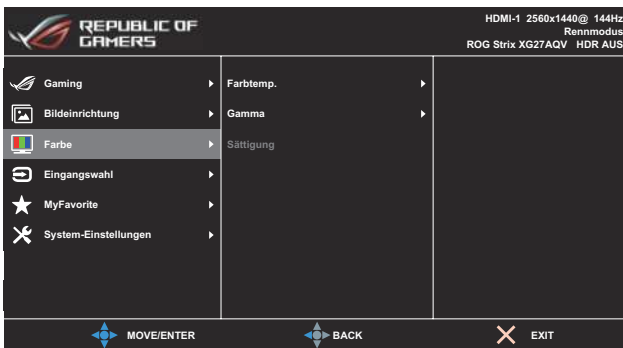 REPUBLIC OF
GAMERS
HDMI-1 2560x1440@ 144Hz
Rennmodus
ROG Strix XG27AQV HDR AUS
Gaming
Bildeinrichtung
Farbe
Eingangswahl
MyFavorite
System-Einstellungen
Farbtemp.
Gamma
Sättigung
MOVE/ENTER
BACK
EXIT